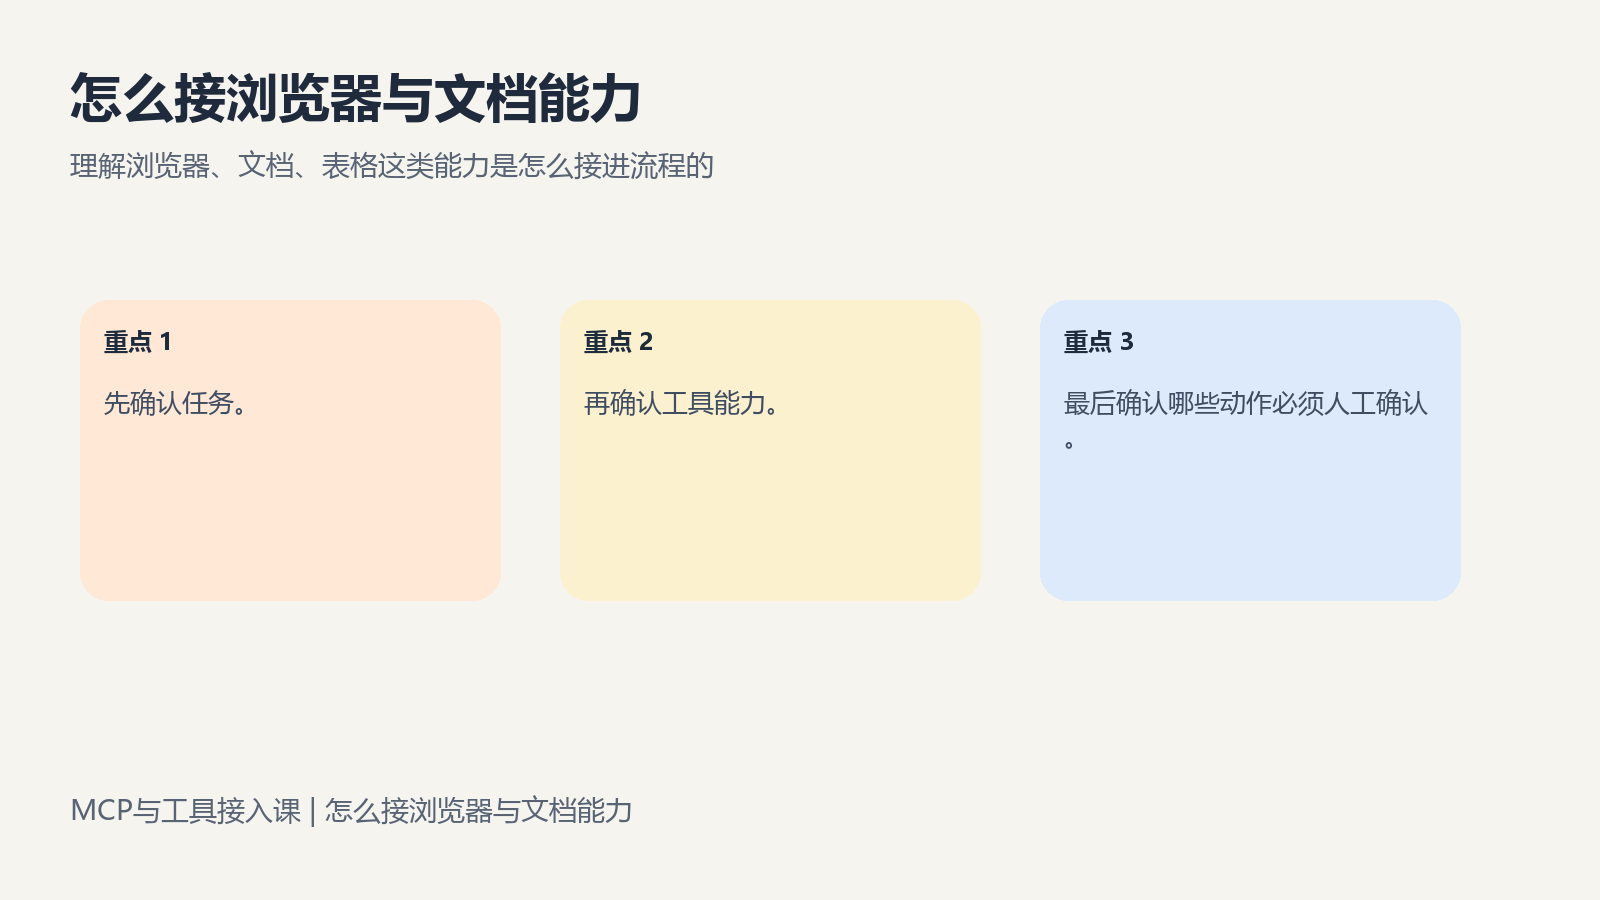 怎么接浏览器与文档能力
理解浏览器、文档、表格这类能力是怎么接进流程的
重点 1
先确认任务。
重点 2
再确认工具能力。
重点 3
最后确认哪些动作必须人工确认
。
MCP与工具接入课 | 怎么接浏览器与文档能力